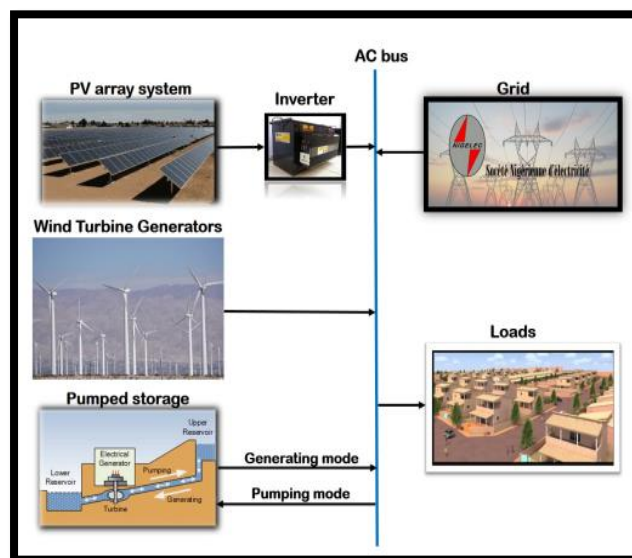 AC bus
PV array system
Inverter
Grid
NIGELEC
Société Nigérienne d'électricité
Wind Turbine Generators
Loads
Pumped storage
Upper
Reservoir
Electrical
Generator
Pumping
Lower
Reservoir
Generating
Turbine
Generating mode
Pumping mode